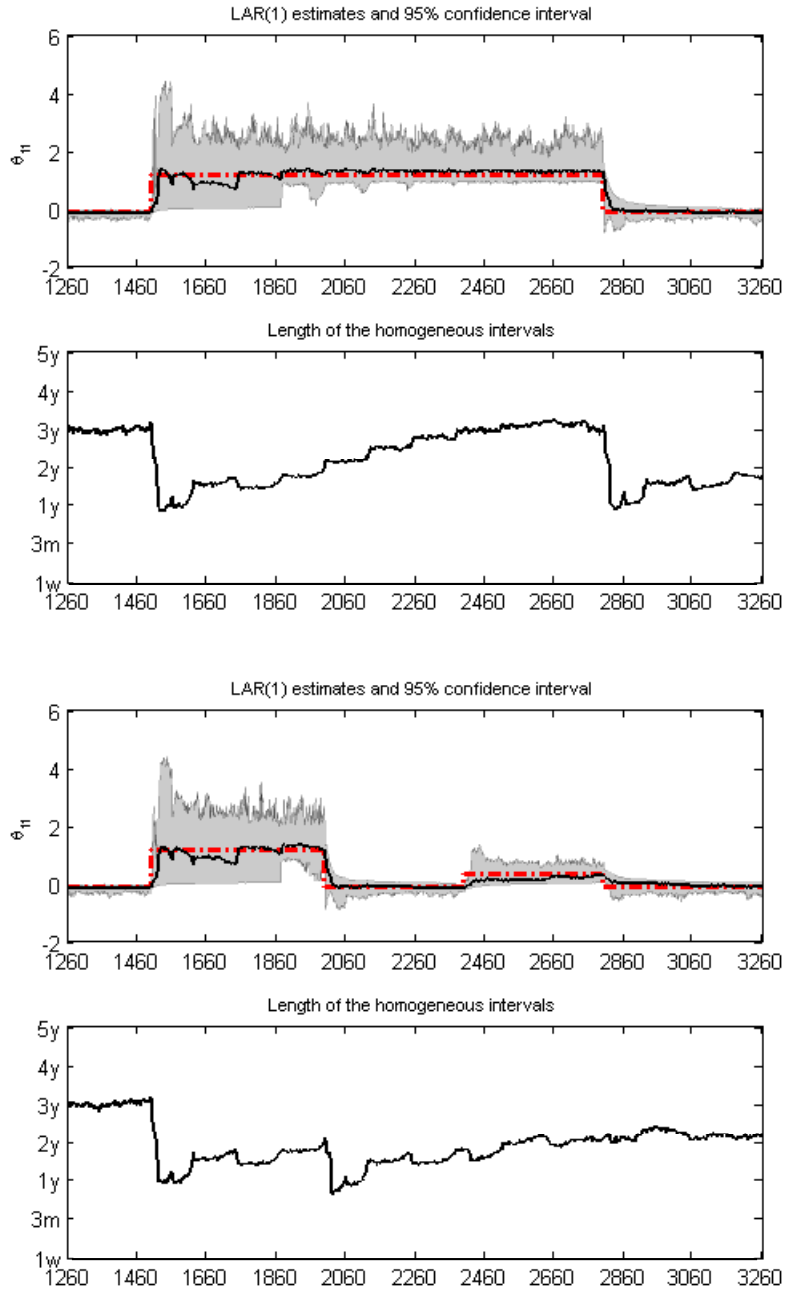 LAR(1) estimates and 95% confidence interval
6
4
2
0
-2
θ11
1260 1460 1660 1860 2060 2260 2460 2660 2860 3060 3260
Length of the homogeneous intervals
5y
4y
3y
2y
1y
3m
1w
1260 1460 1660 1860 2060 2260 2460 2660 2860 3060 3260
LAR(1) estimates and 95% confidence interval
6
4
2
0
-2
θ11
1260 1460 1660 1860 2060 2260 2460 2660 2860 3060 3260
Length of the homogeneous intervals
5y
4y
3y
2y
1y
3m
1w
1260 1460 1660 1860 2060 2260 2460 2660 2860 3060 3260